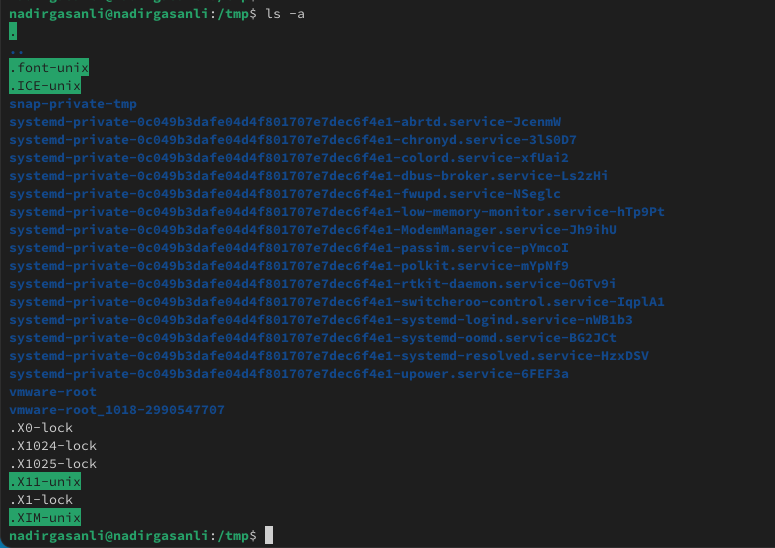 nadirgasanli@nadirgasanli:/tmp$ ls -a
.
..
.font-unix
.ICE-unix
snap-private-tmp
systemd-private-0c049b3dafe04d4f801707e7dec6f4e1-abrtd.service-JcenmW
systemd-private-0c049b3dafe04d4f801707e7dec6f4e1-chronyd.service-3lS0D7
systemd-private-0c049b3dafe04d4f801707e7dec6f4e1-colord.service-xfUai2
systemd-private-0c049b3dafe04d4f801707e7dec6f4e1-dbus-broker.service-Ls2zHi
systemd-private-0c049b3dafe04d4f801707e7dec6f4e1-fwupd.service-NSeglc
systemd-private-0c049b3dafe04d4f801707e7dec6f4e1-low-memory-monitor.service-hTp9Pt
systemd-private-0c049b3dafe04d4f801707e7dec6f4e1-ModemManager.service-Jh9ihU
systemd-private-0c049b3dafe04d4f801707e7dec6f4e1-passim.service-pYmcoI
systemd-private-0c049b3dafe04d4f801707e7dec6f4e1-polkit.service-mYpNf9
systemd-private-0c049b3dafe04d4f801707e7dec6f4e1-rtkit-daemon.service-O6Tv9i
systemd-private-0c049b3dafe04d4f801707e7dec6f4e1-switcheroo-control.service-IqplA1
systemd-private-0c049b3dafe04d4f801707e7dec6f4e1-systemd-logind.service-nWB1b3
systemd-private-0c049b3dafe04d4f801707e7dec6f4e1-systemd-oomd.service-BG2JCt
systemd-private-0c049b3dafe04d4f801707e7dec6f4e1-systemd-resolved.service-HzxDSV
systemd-private-0c049b3dafe04d4f801707e7dec6f4e1-upower.service-6FEF3a
vmware-root
vmware-root_1018-2990547707
.X0-lock
.X1024-lock
.X1025-lock
.X11-unix
.X1-lock
.XIM-unix
nadirgasanli@nadirgasanli:/tmp$